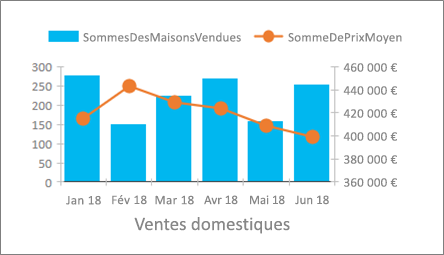 SommesDesMaisonsVendues SommeDePrixMoyen
300 460 000 €
250 440 000 €
200 420 000 €
150 400 000 €
100 380 000 €
50 360 000 €
0
Jan 18 Fév 18 Mar 18 Avr 18 Mai 18 Jun 18
Ventes domestiques